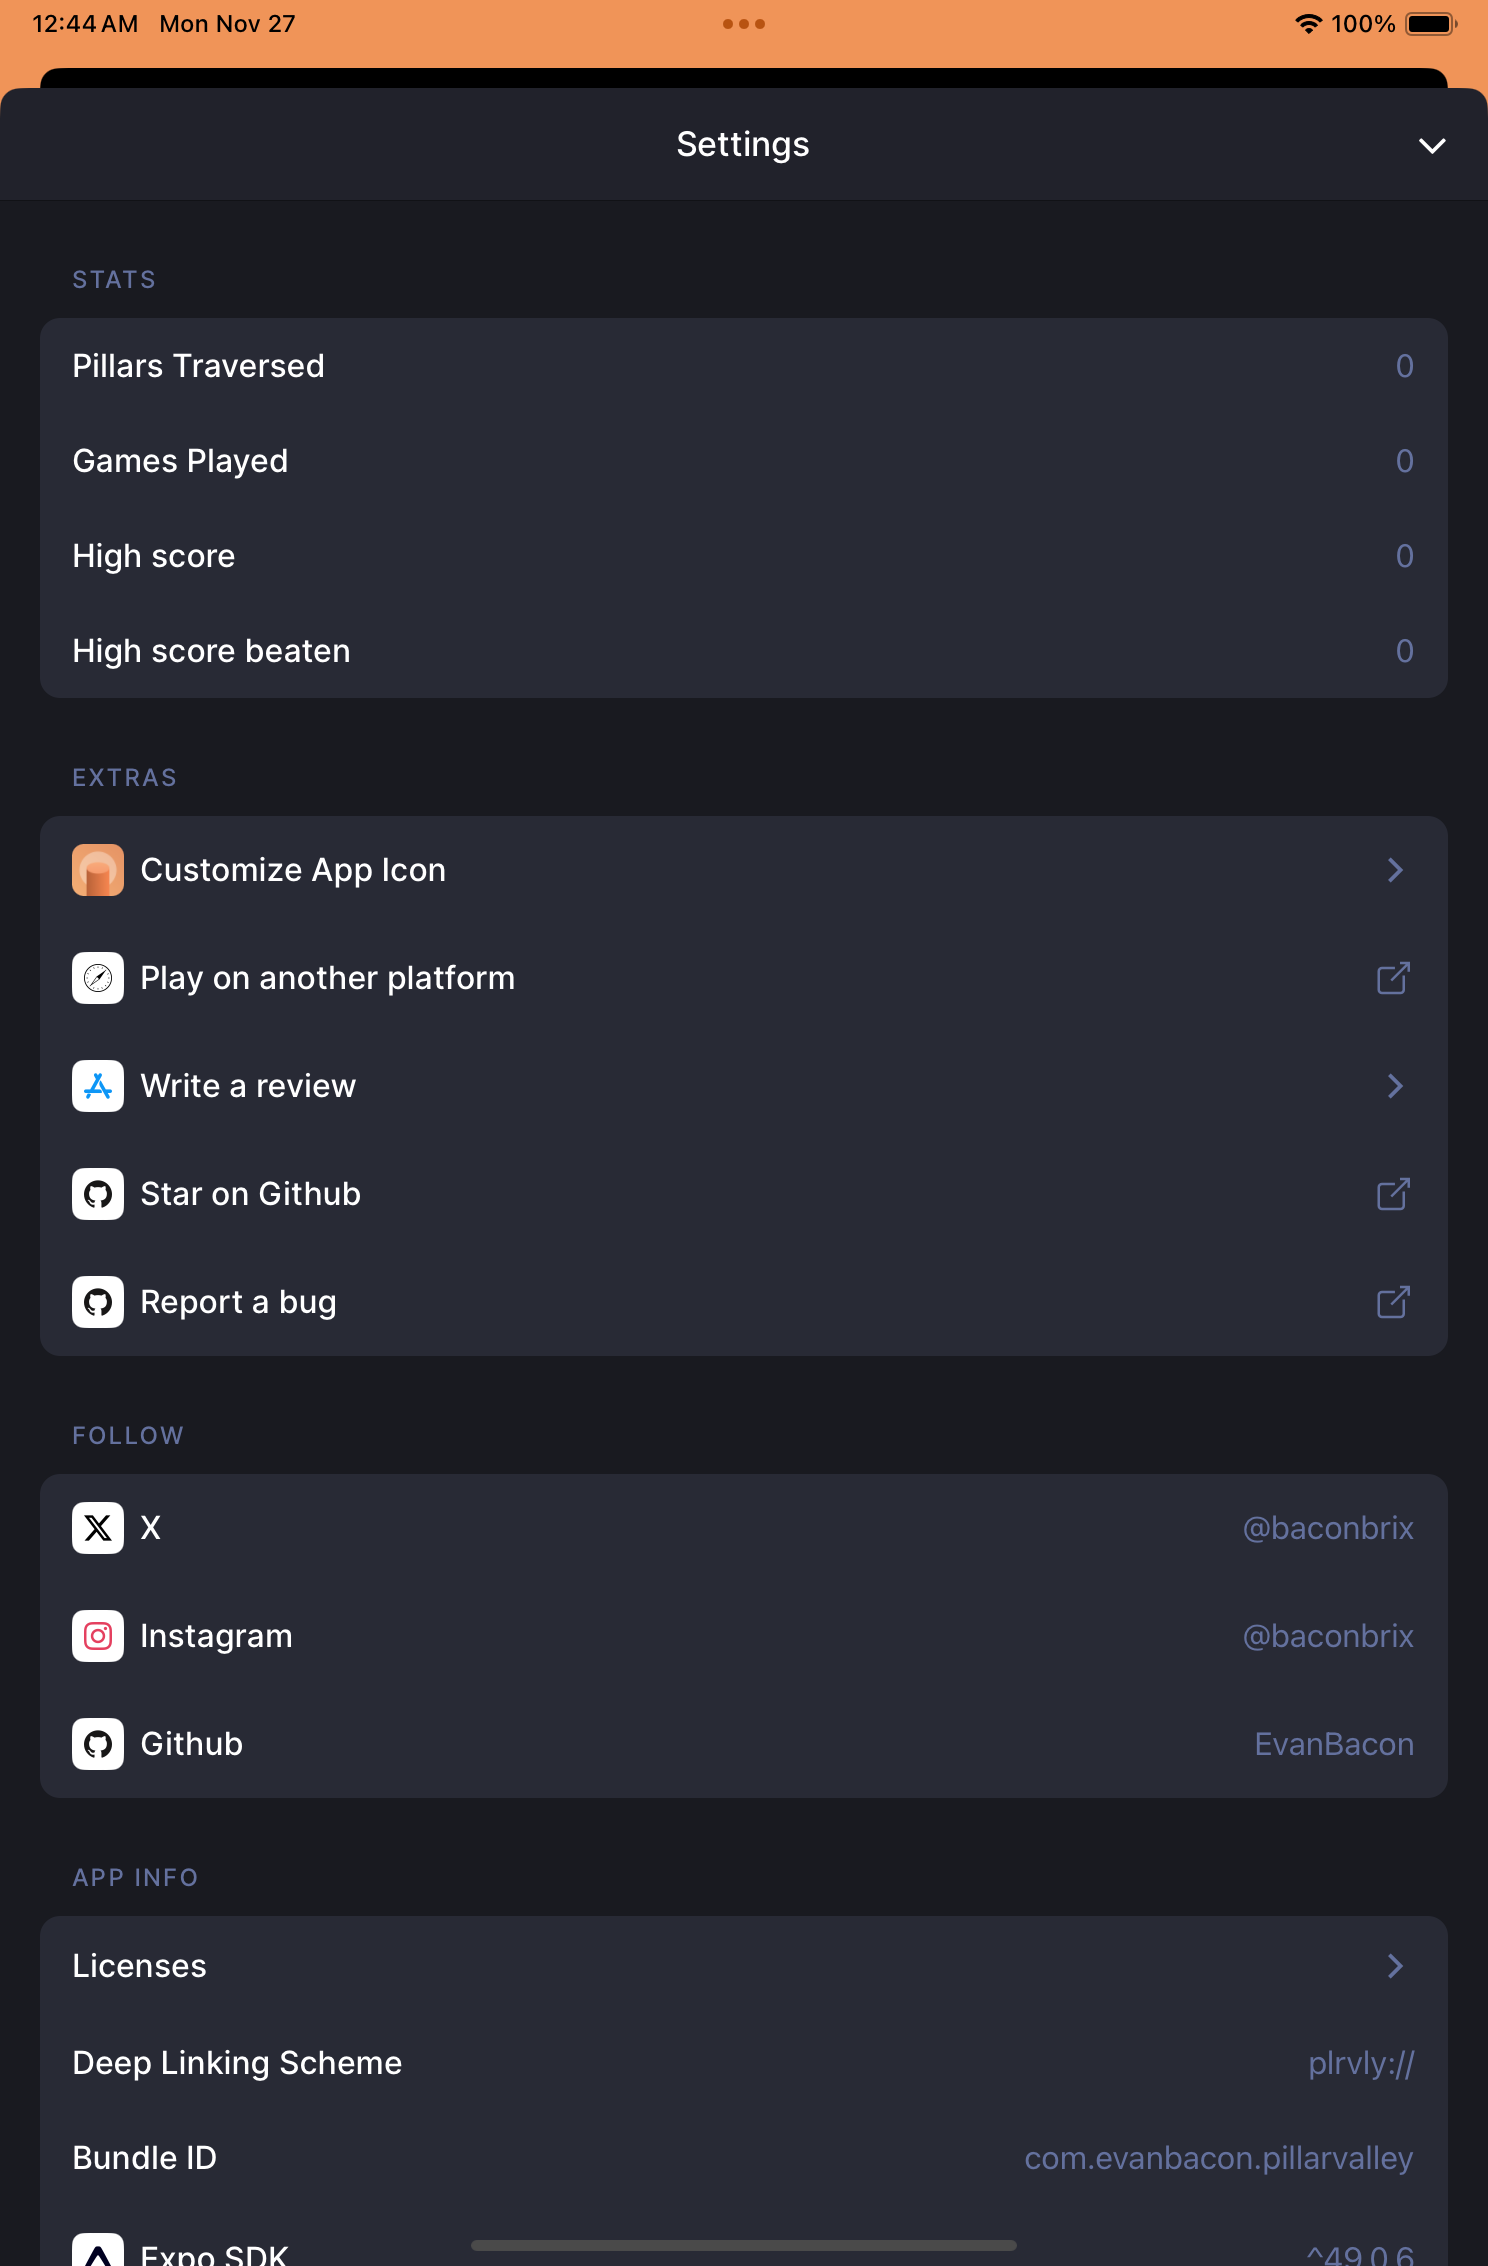 12:44 AM Mon Nov 27
100%
Settings
STATS
Pillars Traversed 0
Games Played 0
High score 0
High score beaten 0
EXTRAS
Customize App Icon
Play on another platform
Write a review
Star on Github
Report a bug
FOLLOW
X @baconbrix
Instagram @baconbrix
Github EvanBacon
APP INFO
Licenses
Deep Linking Scheme plrvly://
Bundle ID com.evanbacon.pillarvalley
Expo SDK ^49.0.6